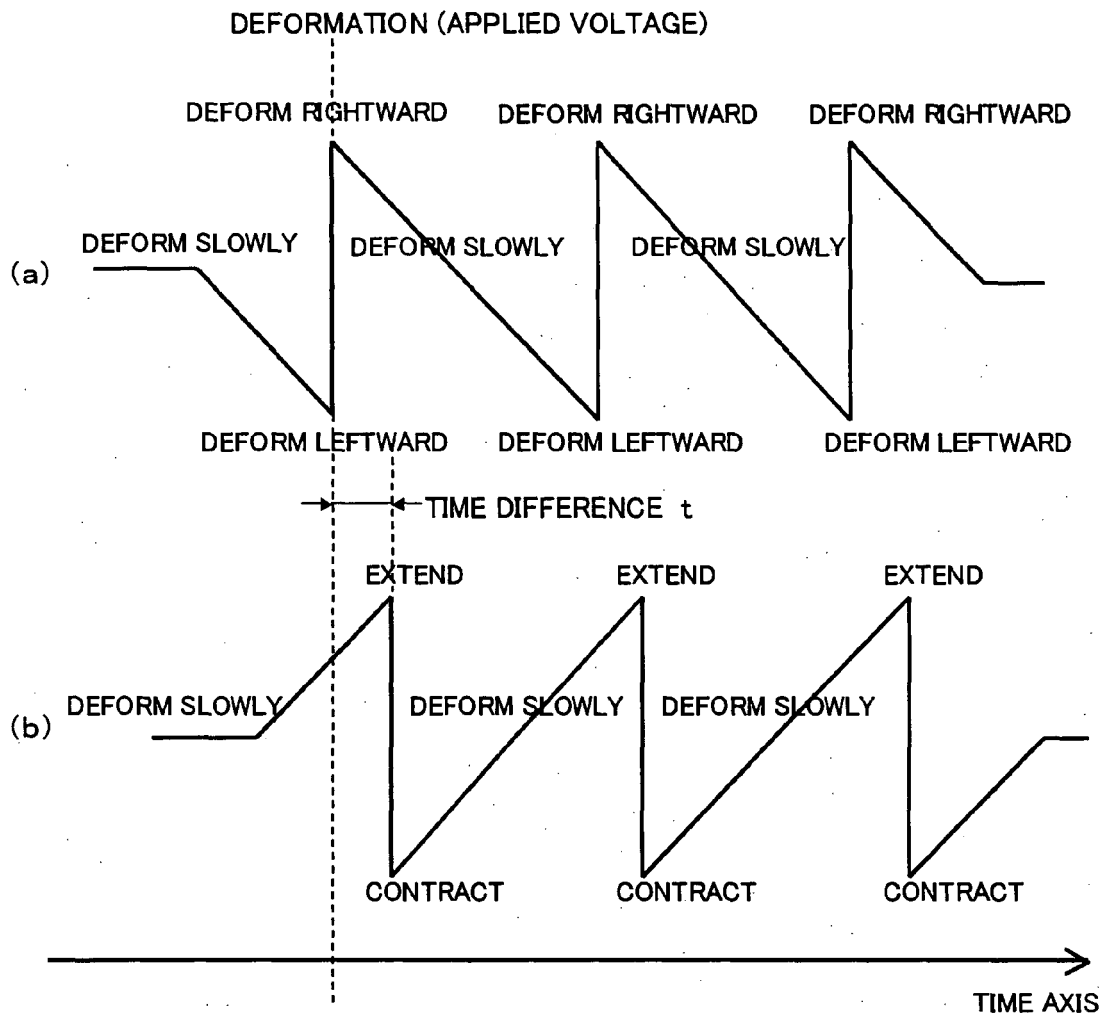 DEFORMATION (APPLIED VOLTAGE)
DEFORM RIGHTWARD DEFORM RIGHTWARD DEFORM RIGHTWARD
DEFORM SLOWLY DEFORM SLOWLY DEFORM SLOWLY
(a)
DEFORM LEFTWARD DEFORM LEFTWARD DEFORM LEFTWARD
TIME DIFFERENCE t
EXTEND EXTEND EXTEND
DEFORM SLOWLY DEFORM SLOWLY DEFORM SLOWLY
(b)
CONTRACT CONTRACT CONTRACT
TIME AXIS